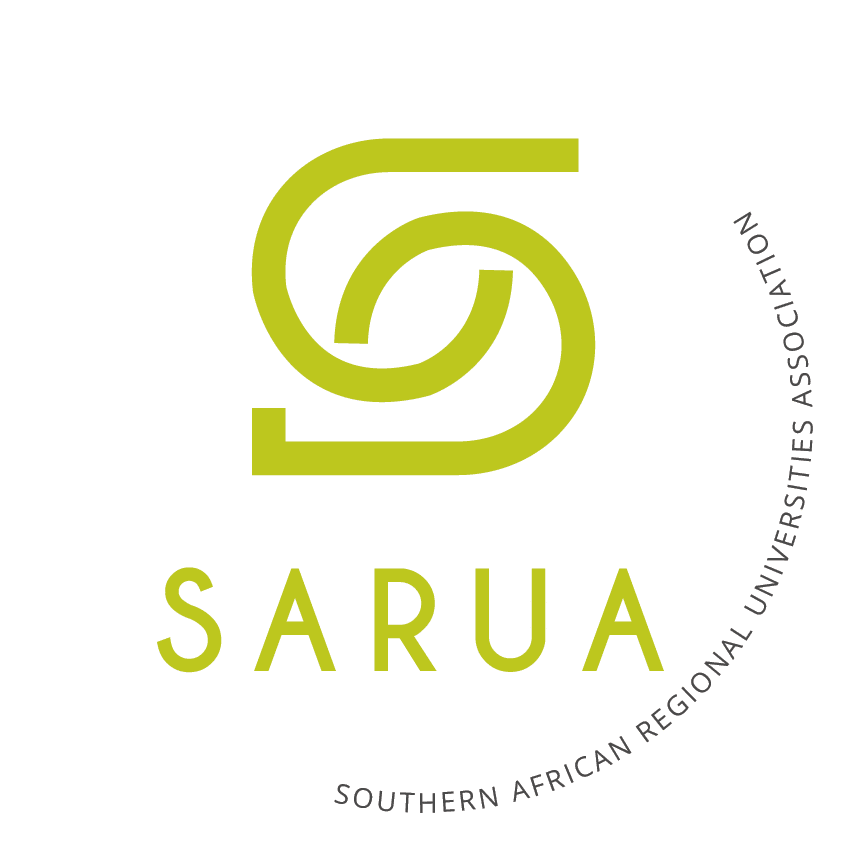 SARUA
SOUTHERN AFRICAN REGIONAL UNIVERSITIES ASSOCIATION